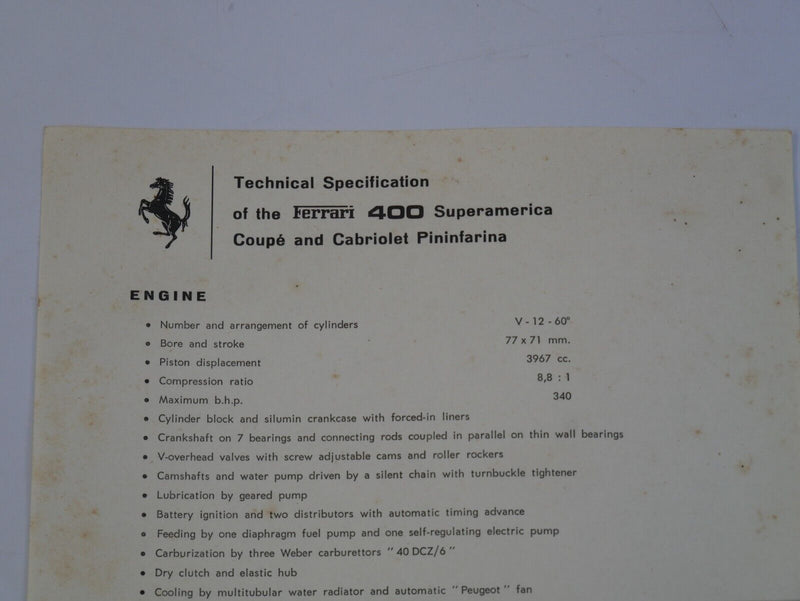 Technical Specification
of the Ferrari 400 Superamerica
Coupé and Cabriolet Pininfarina
ENGINE
• Number and arrangement of cylinders V - 12 - 60°
• Bore and stroke 77 x 71 mm.
• Piston displacement 3967 cc.
• Compression ratio 8,8 : 1
• Maximum b.h.p. 340
• Cylinder block and silumin crankcase with forced-in liners
• Crankshaft on 7 bearings and connecting rods coupled in parallel on thin wall bearings
• V-overhead valves with screw adjustable cams and roller rockers
• Camshafts and water pump driven by a silent chain with turnbuckle tightener
• Lubrication by geared pump
• Battery ignition and two distributors with automatic timing advance
• Feeding by one diaphragm fuel pump and one self-regulating electric pump
• Carburization by three Weber carburettors " 40 DCZ/6 "
• Dry clutch and elastic hub
• Cooling by multitubular water radiator and automatic " Peugeot " fan